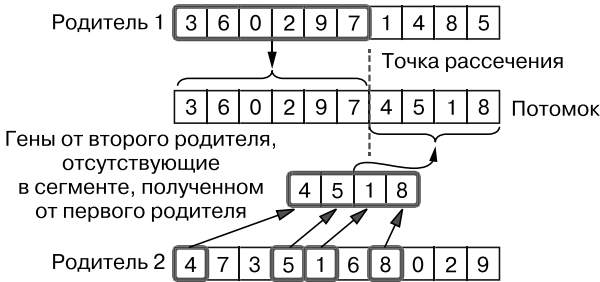 Родитель 1 3 6 0 2 9 7 1 4 8 5
Точка рассечения
3 6 0 2 9 7 4 5 1 8 Потомок
Гены от второго родителя,
отсутствующие
в сегменте, полученном
от первого родителя
4 5 1 8
Родитель 2 4 7 3 5 1 6 8 0 2 9